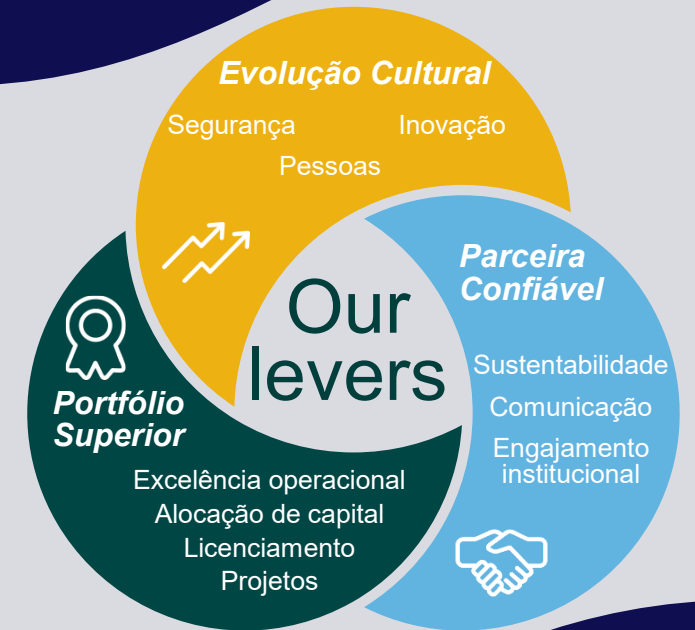 Evolução Cultural
Segurança
Inovação
Pessoas
Our
levers
Parceira
Confiável
Sustentabilidade
Comunicação
Engajamento
institucional
Portfólio
Superior
Excelência operacional
Alocação de capital
Licenciamento
Projetos